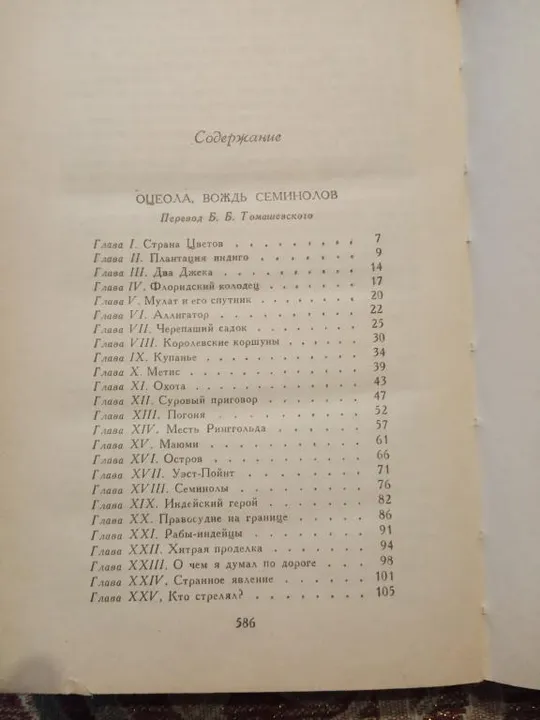 Содержание
ОЦЕОЛА, ВОЖДЬ СЕМИНОЛОВ
Перевод Б. Б. Томашевского
Глава I. Страна Цветов . . . . . . . . 7
Глава II. Плантация индиго . . . . . . . 9
Глава III. Два Джека . . . . . . . . . 14
Глава IV. Флоридский колодец . . . . . . 17
Глава V. Мулат и его спутник . . . . . . 20
Глава VI. Аллигатор . . . . . . . . . 22
Глава VII. Черепаший садок . . . . . . . 25
Глава VIII. Королевские коршуны . . . . . 30
Глава IX. Купанье . . . . . . . . . . 34
Глава X. Метис . . . . . . . . . . . 39
Глава XI. Охота . . . . . . . . . . 43
Глава XII. Суровый приговор . . . . . . 47
Глава XIII. Погоня . . . . . . . . . 52
Глава XIV. Месть Ринггольда . . . . . . 57
Глава XV. Маюми . . . . . . . . . . 61
Глава XVI. Остров . . . . . . . . . 66
Глава XVII. Уэст-Пойнт . . . . . . . 71
Глава XVIII. Семинолы . . . . . . . . 76
Глава XIX. Индейский герой . . . . . . 82
Глава XX. Правосудие на границе . . . . 86
Глава XXI. Рабы-индейцы . . . . . . . 91
Глава XXII. Хитрая проделка . . . . . . 94
Глава XXIII. О чем я думал по дороге . . . 98
Глава XXIV, Странное явление . . . . . . 101
Глава XXV, Кто стрелял? . . . . . . . . 105
586